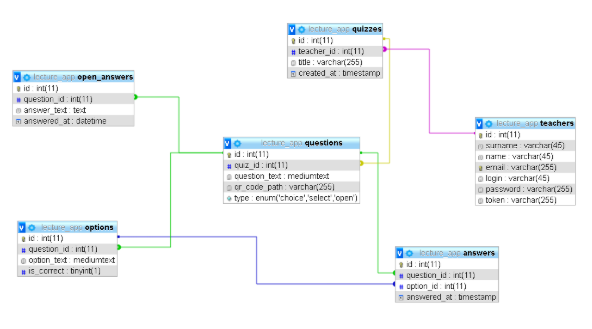 lecture_app quizzes
id : int(11)
teacher_id : int(11)
title : varchar(255)
created_at : timestamp
lecture_app open_answers
id : int(11)
question_id : int(11)
answer_text : text
answered_at : datetime
lecture_app teachers
id : int(11)
surname : varchar(45)
name : varchar(45)
email : varchar(255)
login : varchar(45)
password : varchar(255)
token : varchar(255)
lecture_app questions
id : int(11)
quiz_id : int(11)
question_text : mediumtext
qr_code_path : varchar(255)
type : enum('choice','select','open')
lecture_app options
id : int(11)
question_id : int(11)
option_text : mediumtext
is_correct : tinyint(1)
lecture_app answers
id : int(11)
question_id : int(11)
option_id : int(11)
answered_at : timestamp